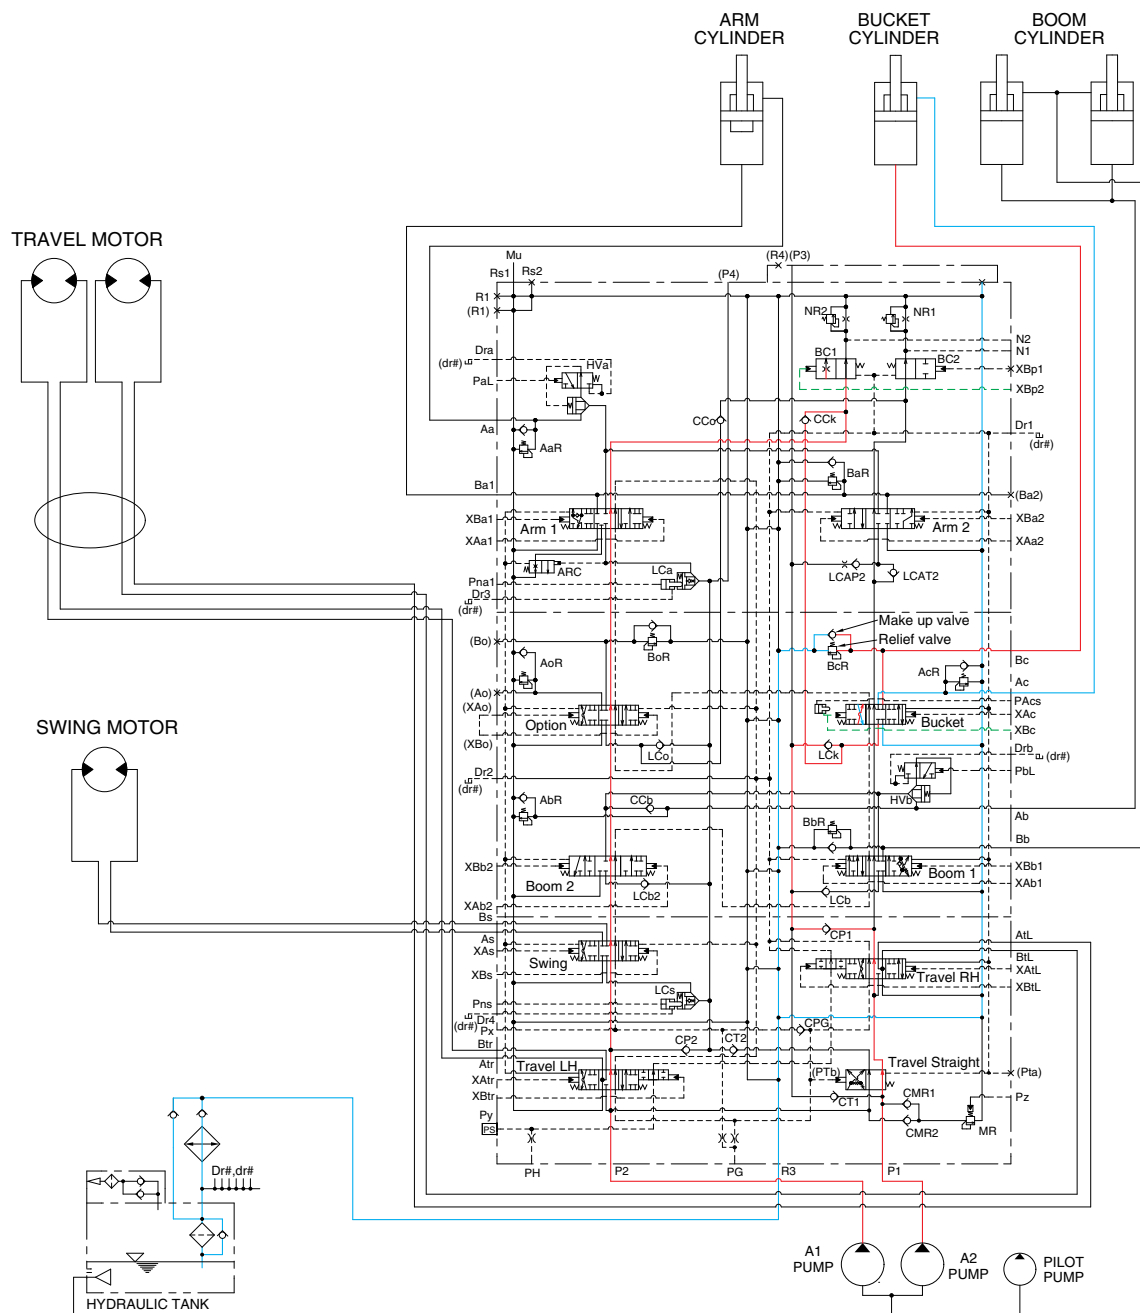 ARM
CYLINDER
BUCKET
CYLINDER
BOOM
CYLINDER
TRAVEL MOTOR
Mu
Rs1
Rs2
(R4)
(P3)
(P4)
R1
(R1)
NR2
NR1
Dra
(dr#)
HVa
BC1
BC2
N2
N1
XBp1
PaL
XBp2
CCo
CCk
Aa
AaR
Dr1
(dr#)
BaR
Ba1
(Ba2)
XBa1
Arm 1
Arm 2
XBa2
XAa1
XAa2
ARC
LCa
LCAP2
LCAT2
Pna1
Dr3
(dr#)
Make up valve
Relief valve
(Bo)
BoR
BcR
Bc
AoR
AcR
Ac
(Ao)
PAcs
(XAo)
Option
Bucket
XAc
SWING MOTOR
(XBo)
LCo
LCk
XBc
Drb
(dr#)
Dr2
(dr#)
PbL
HVb
AbR
CCb
BbR
Ab
Bb
XBb2
Boom 2
Boom 1
XBb1
LCb2
LCb
XAb1
XAb2
Bs
CP1
As
AtL
XAs
Swing
BtL
XBs
Travel RH
XAtL
XBtL
LCs
Pns
Dr4
(dr#)
Px
CPG
Btr
CP2
CT2
Atr
Travel LH
(PTb)
Travel Straight
(Pta)
XAtr
XBtr
CT1
CMR1
Pz
Py
CMR2
MR
PS
PH
P2
PG
R3
P1
Dr#,dr#
A1
PUMP
A2
PUMP
PILOT
PUMP
HYDRAULIC TANK